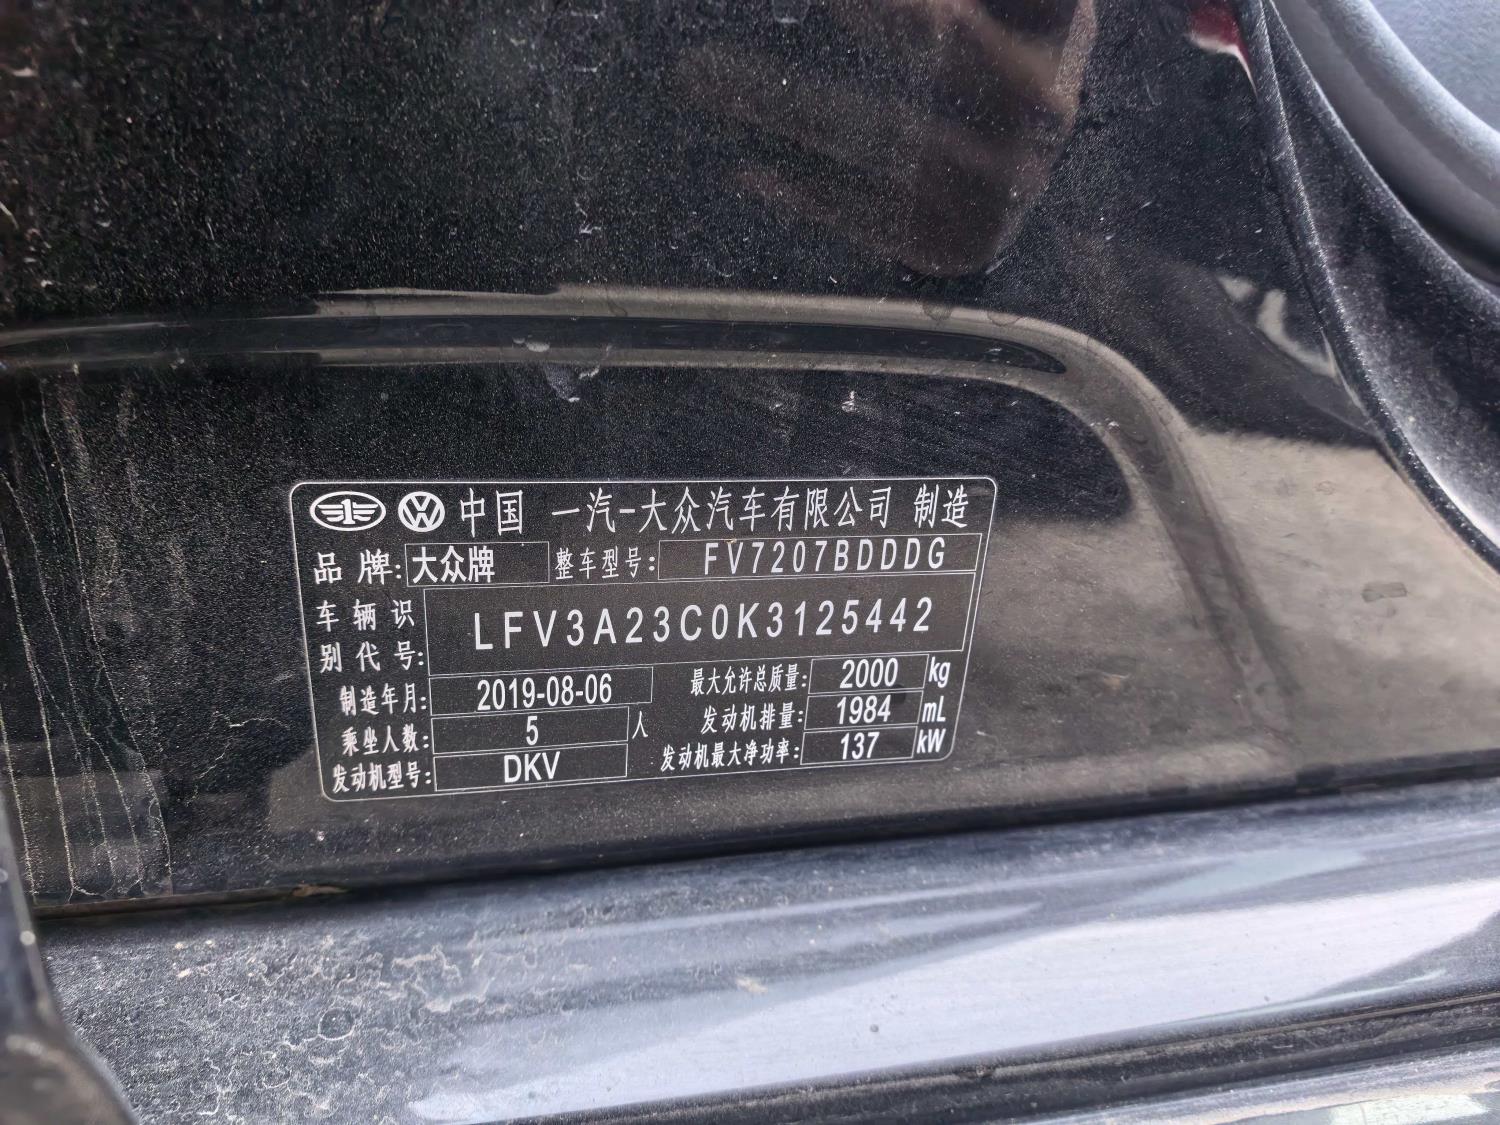 中国 一汽-大众汽车有限公司 制造
品牌: 大众牌 整车型号: FV7207BDDDG
车辆识别代号: LFV3A23C0K3125442
制造年月: 2019-08-06 最大允许总质量: 2000 kg
乘坐人数: 5 人 发动机排量: 1984 mL
发动机型号: DKV 发动机最大净功率: 137 kW